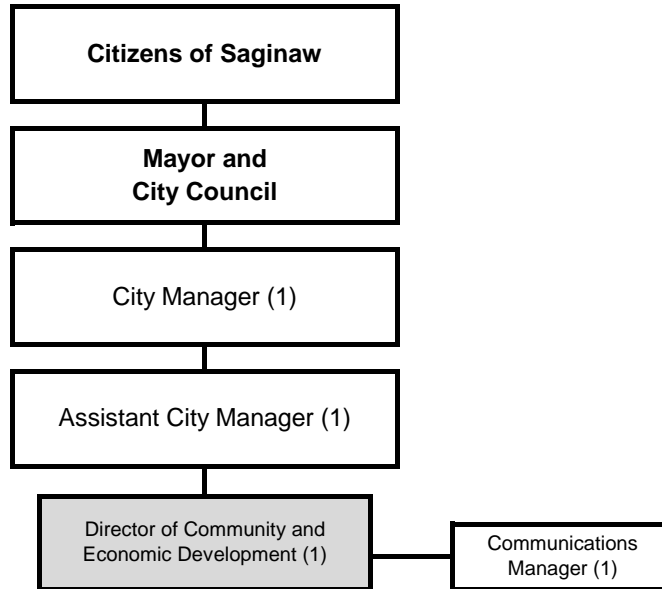 Citizens of Saginaw
Mayor and
City Council
City Manager (1)
Assistant City Manager (1)
Director of Community and
Economic Development (1)
Communications
Manager (1)